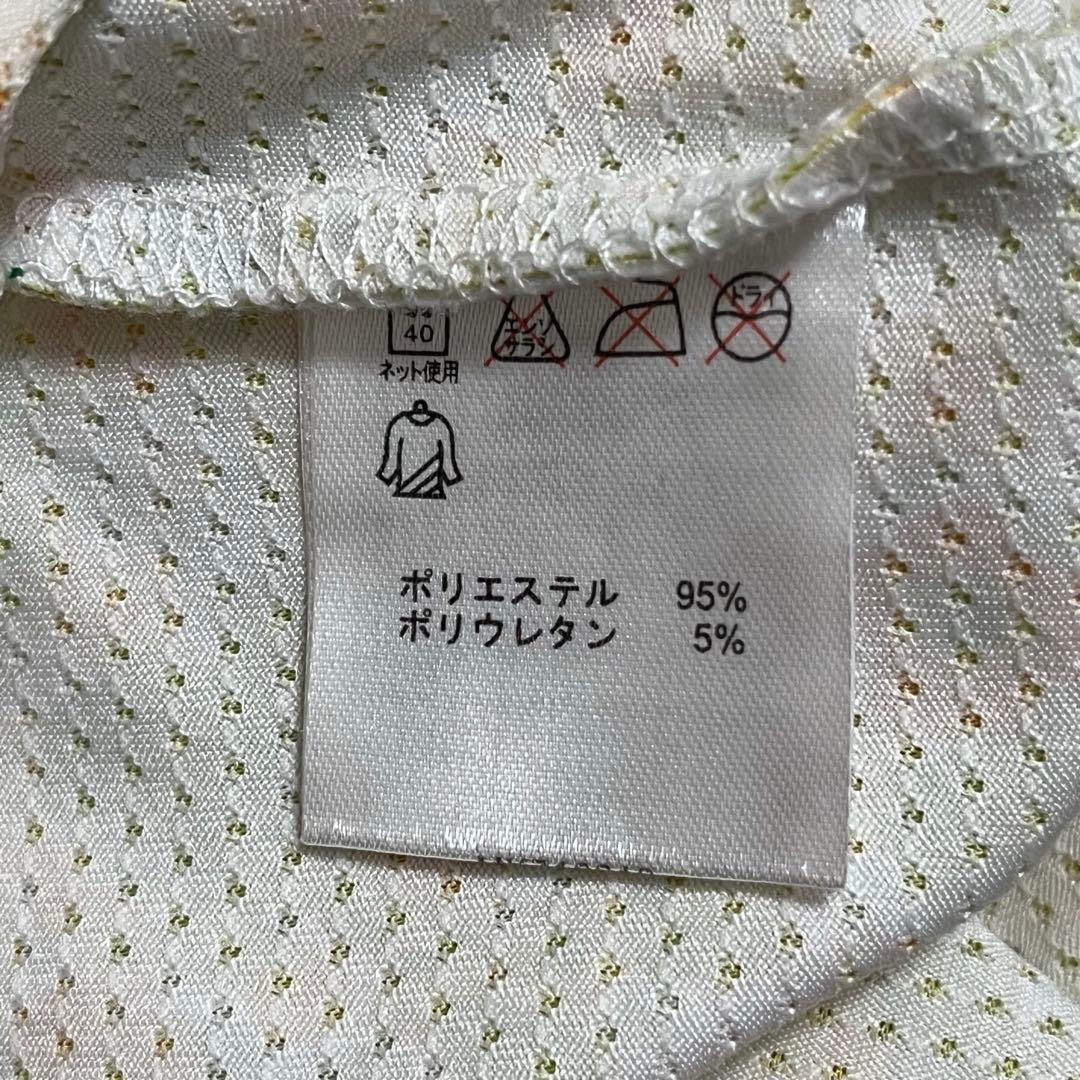 40
ネット使用
エンソ
サラシ
ドライ
ポリエステル 95%
ポリウレタン 5%